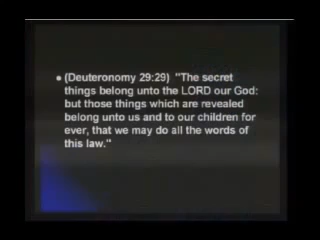 • (Deuteronomy 29:29) "The secret
things belong unto the LORD our God:
but those things which are revealed
belong unto us and to our children for
ever, that we may do all the words of
this law."